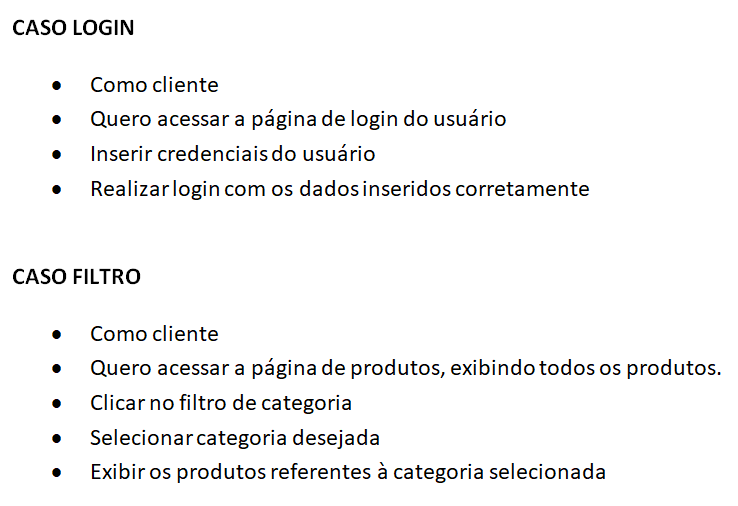 CASO LOGIN
• Como cliente
• Quero acessar a página de login do usuário
• Inserir credenciais do usuário
• Realizar login com os dados inseridos corretamente
CASO FILTRO
• Como cliente
• Quero acessar a página de produtos, exibindo todos os produtos.
• Clicar no filtro de categoria
• Selecionar categoria desejada
• Exibir os produtos referentes à categoria selecionada